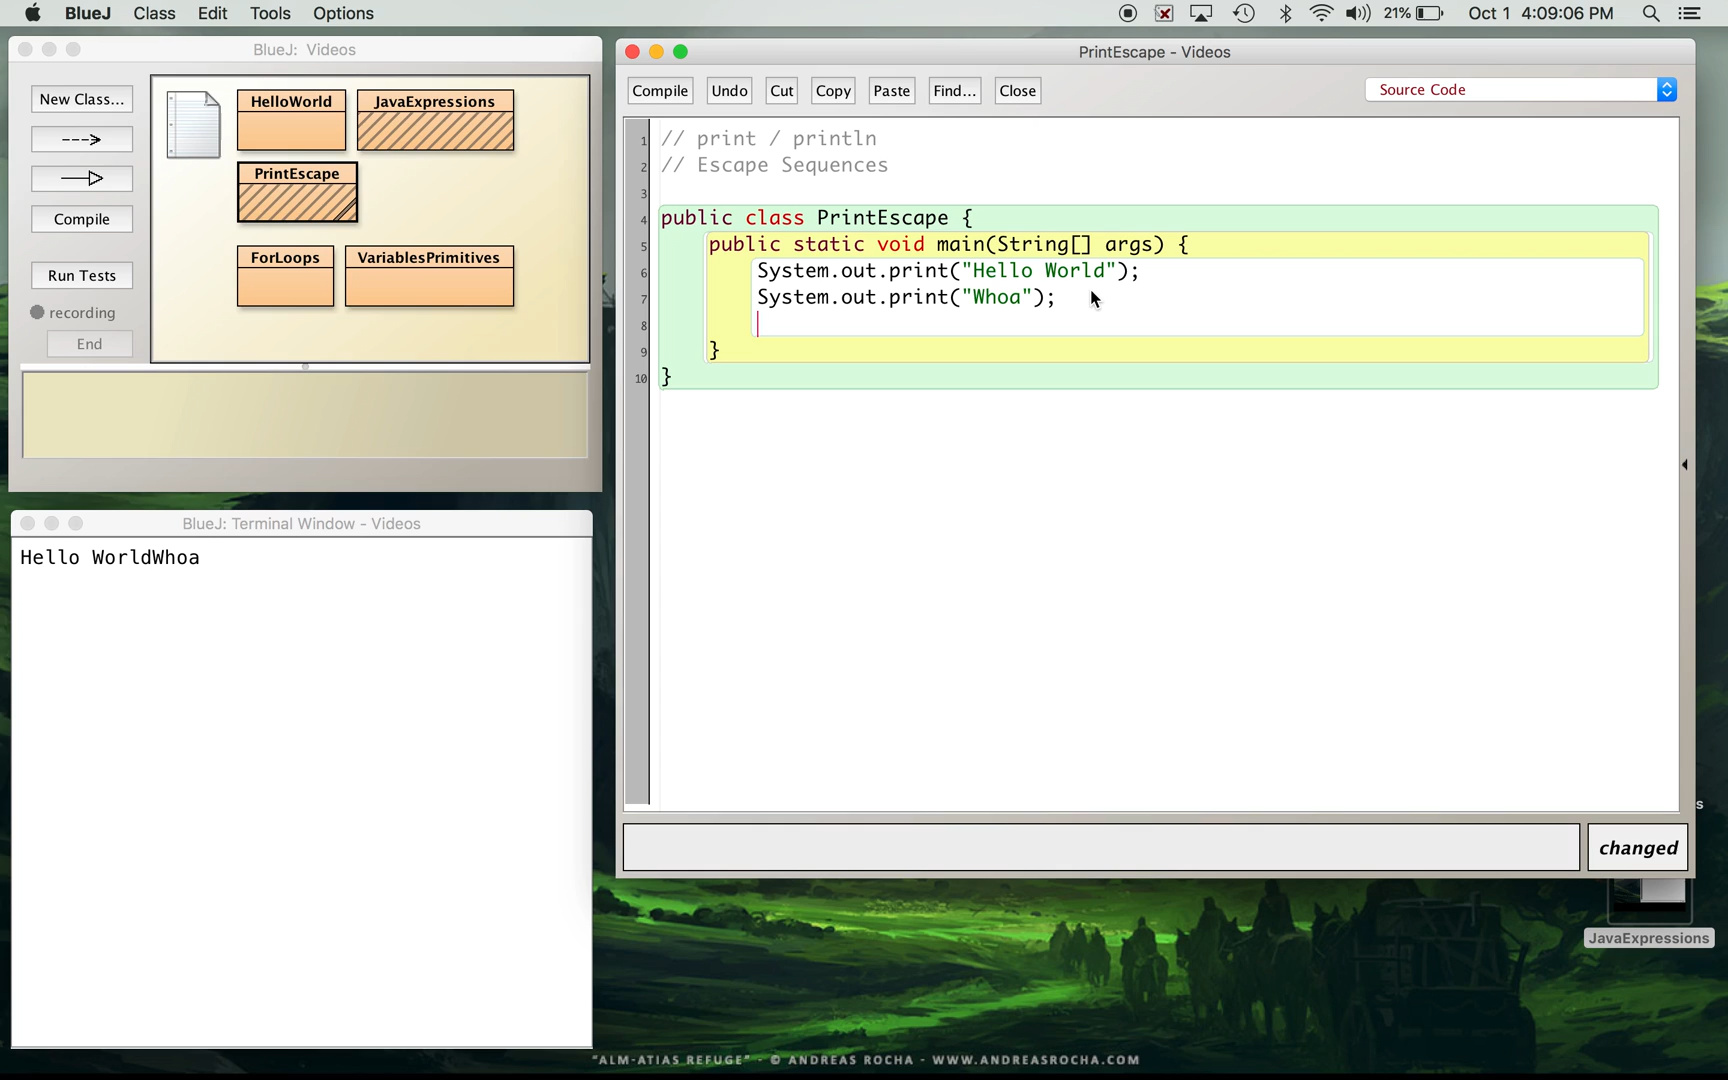 BlueJ Class Edit Tools Options 21% Oct 1 4:09:06 PM
BlueJ: Videos
New Class...
Compile
Run Tests
recording
End
HelloWorld
JavaExpressions
PrintEscape
ForLoops
VariablesPrimitives
BlueJ: Terminal Window - Videos
Hello WorldWhoa
PrintEscape - Videos
Compile Undo Cut Copy Paste Find... Close Source Code
1 // print / println
2 // Escape Sequences
3
4 public class PrintEscape {
5 public static void main(String[] args) {
6 System.out.print("Hello World");
7 System.out.print("Whoa");
8
9 }
10 }
changed
s
JavaExpressions
"ALM-ATIAS REFUGE" - © ANDREAS ROCHA - WWW.ANDREASROCHA.COM